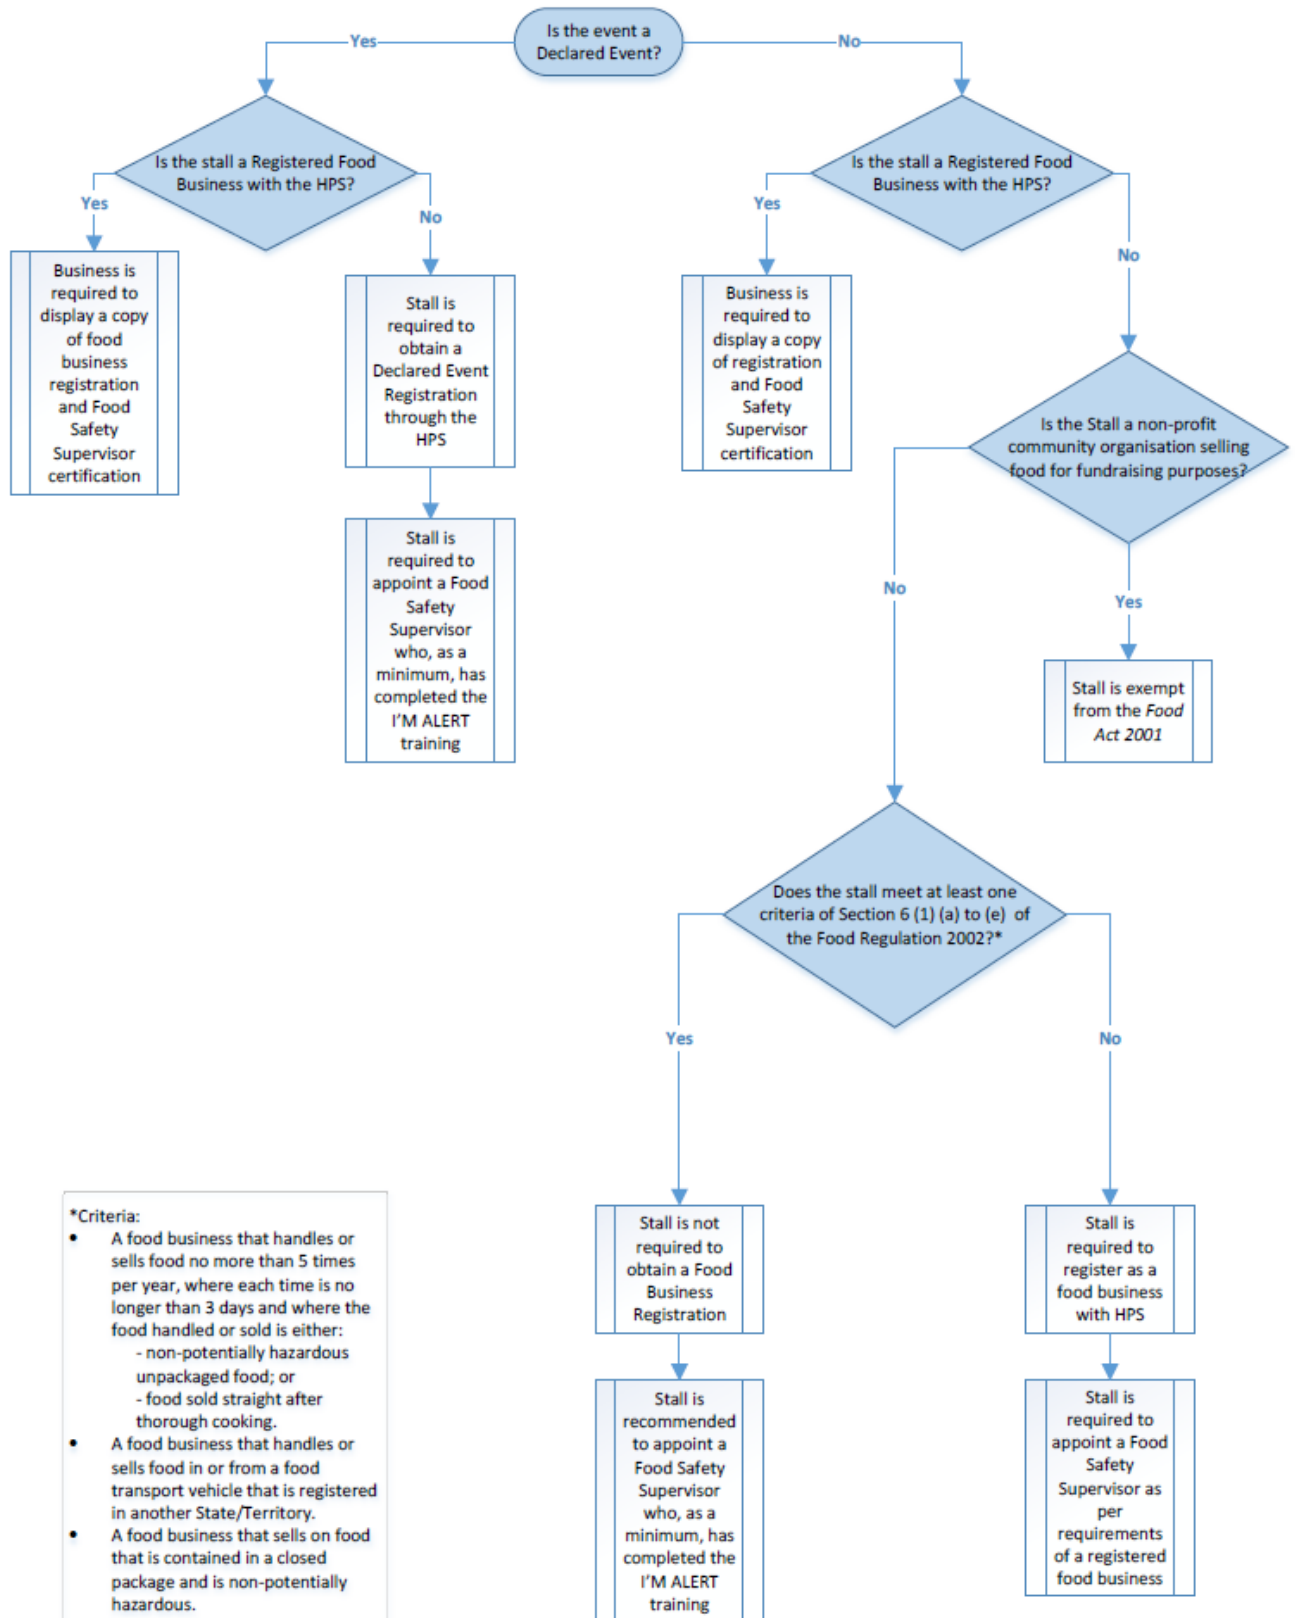 Is the event a
Declared Event?
Yes
No
Is the stall a Registered Food
Business with the HPS?
Is the stall a Registered Food
Business with the HPS?
Yes
No
Yes
No
Business is
required to
display a copy
of food
business
registration
and Food
Safety
Supervisor
certification
Stall is
required to
obtain a
Declared Event
Registration
through the
HPS
Business is
required to
display a copy
of registration
and Food
Safety
Supervisor
certification
Is the Stall a non-profit
community organisation selling
food for fundraising purposes?
Stall is
required to
appoint a Food
Safety
Supervisor
who, as a
minimum, has
completed the
I'M ALERT
training
No
Yes
Stall is exempt
from the Food
Act 2001
Does the stall meet at least one
criteria of Section 6 (1) (a) to (e) of
the Food Regulation 2002?*
Yes
No
Stall is not
required to
obtain a Food
Business
Registration
Stall is
required to
register as a
food business
with HPS
Stall is
recommended
to appoint a
Food Safety
Supervisor
who, as a
minimum, has
completed the
I'M ALERT
training
Stall is
required to
appoint a Food
Safety
Supervisor as
per
requirements
of a registered
food business
*Criteria:
• A food business that handles or
sells food no more than 5 times
per year, where each time is no
longer than 3 days and where the
food handled or sold is either:
- non-potentially hazardous
unpackaged food; or
- food sold straight after
thorough cooking.
• A food business that handles or
sells food in or from a food
transport vehicle that is registered
in another State/Territory.
• A food business that sells on food
that is contained in a closed
package and is non-potentially
hazardous.